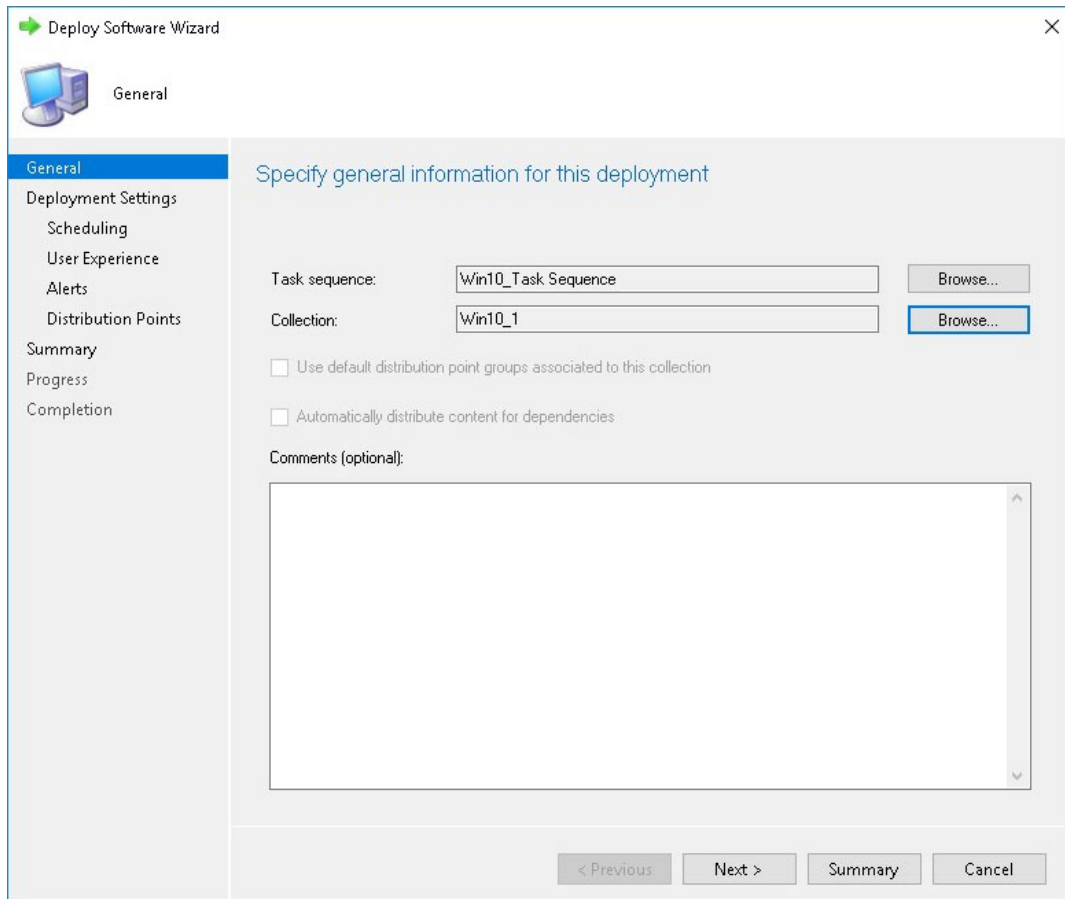 Deploy Software Wizard
General
General
Deployment Settings
Scheduling
User Experience
Alerts
Distribution Points
Summary
Progress
Completion
Specify general information for this deployment
Task sequence: Win10_Task Sequence Browse...
Collection: Win10_1 Browse...
Use default distribution point groups associated to this collection
Automatically distribute content for dependencies
Comments (optional):
< Previous Next > Summary Cancel